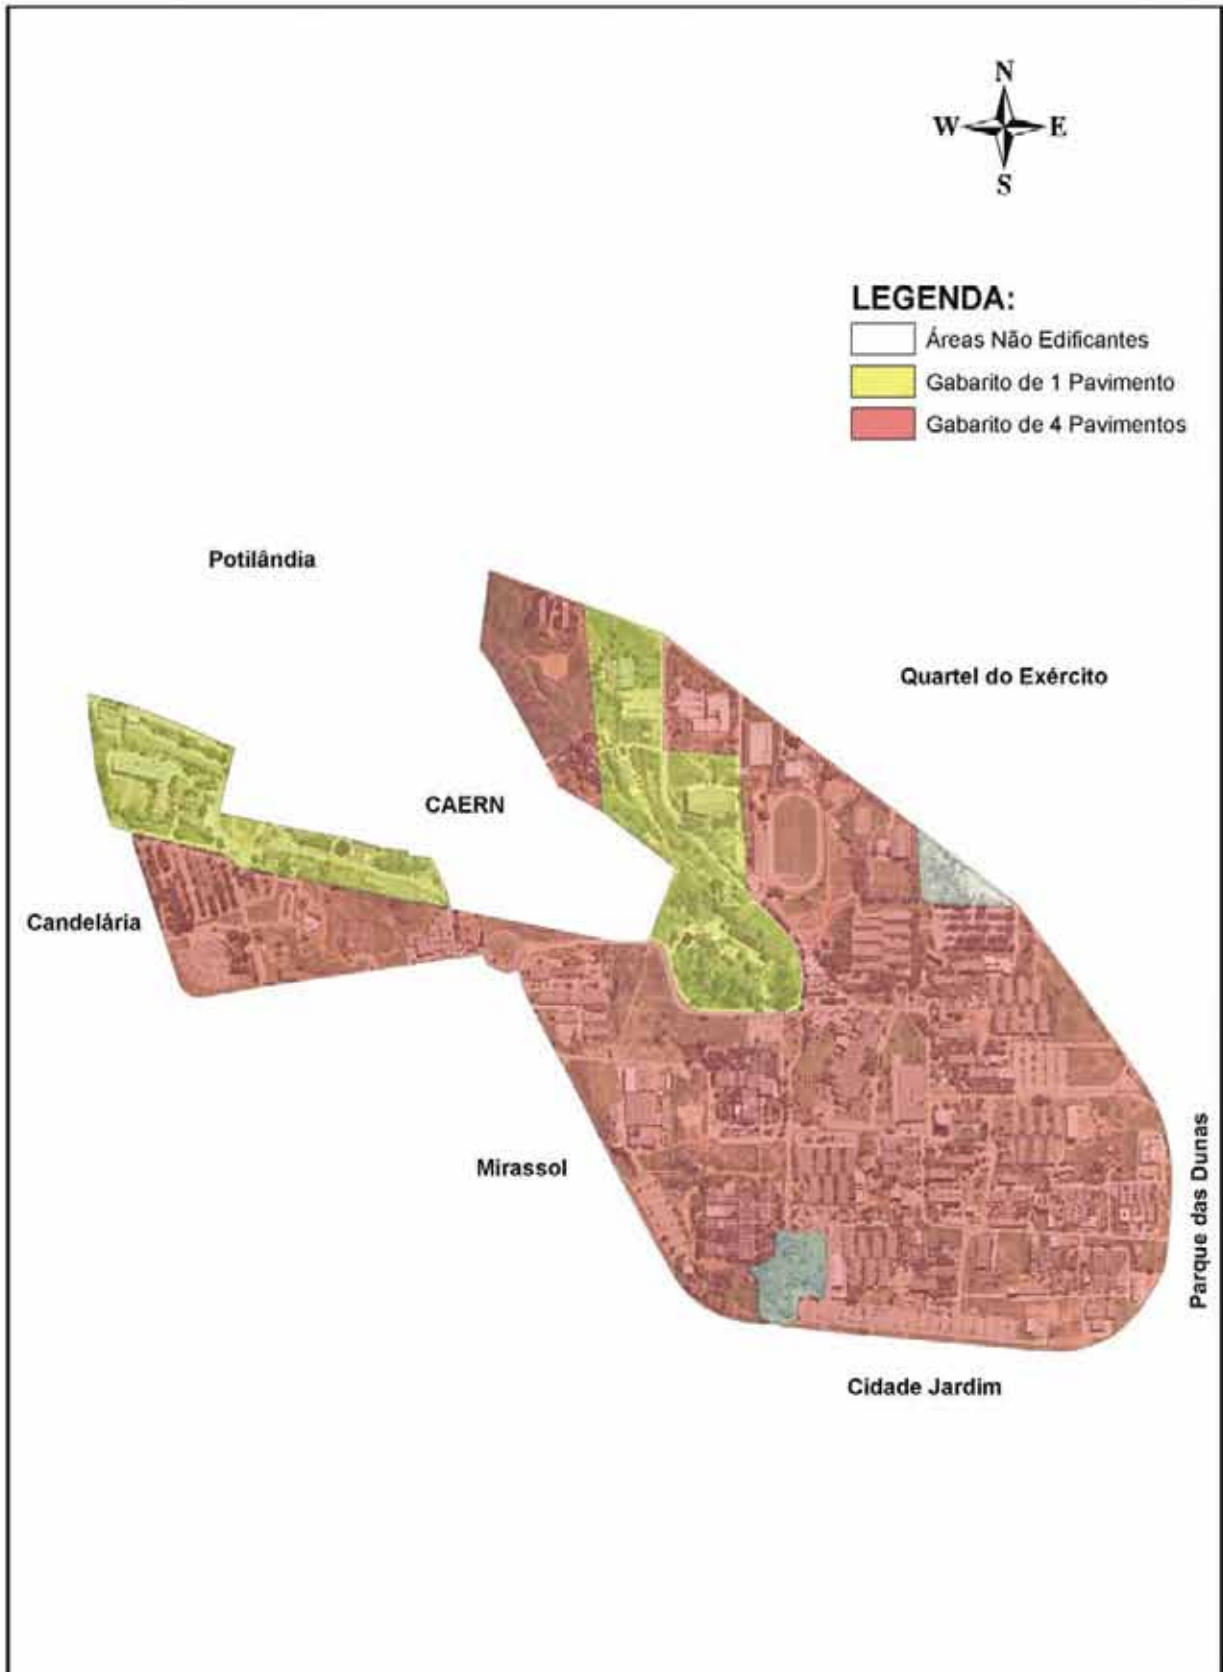 N
W E
S
LEGENDA:
Áreas Não Edificantes
Gabarito de 1 Pavimento
Gabarito de 4 Pavimentos
Potilândia
Quartel do Exército
CAERN
Candelária
Mirassol
Parque das Dunas
Cidade Jardim